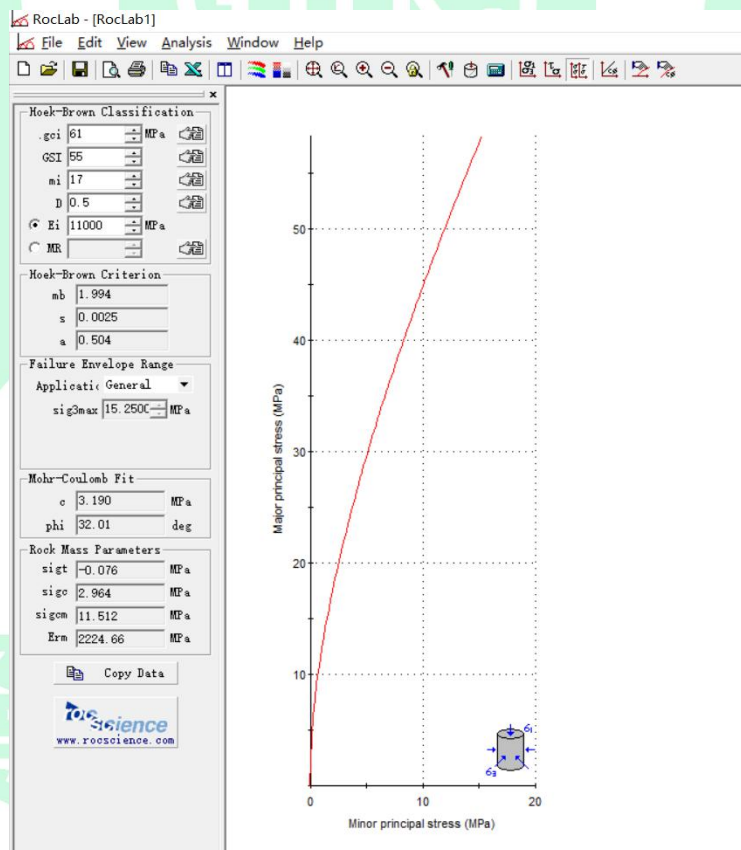 RocLab - [RocLab1]
File Edit View Analysis Window Help
Hoek-Brown Classification
.gci 61 MPa
GSI 55
mi 17
D 0.5
Ei 11000 MPa
MR
Hoek-Brown Criterion
mb 1.994
s 0.0025
a 0.504
Failure Envelope Range
Applicatic General
sig3max 15.250C MPa
Mohr-Coulomb Fit
c 3.190 MPa
phi 32.01 deg
Rock Mass Parameters
sigt -0.076 MPa
sigc 2.964 MPa
sigcm 11.512 MPa
Erm 2224.66 MPa
Copy Data
rocscience
www.rocscience.com
Major principal stress (MPa)
50
40
30
20
10
0 10 20
Minor principal stress (MPa)
σ1
σ3